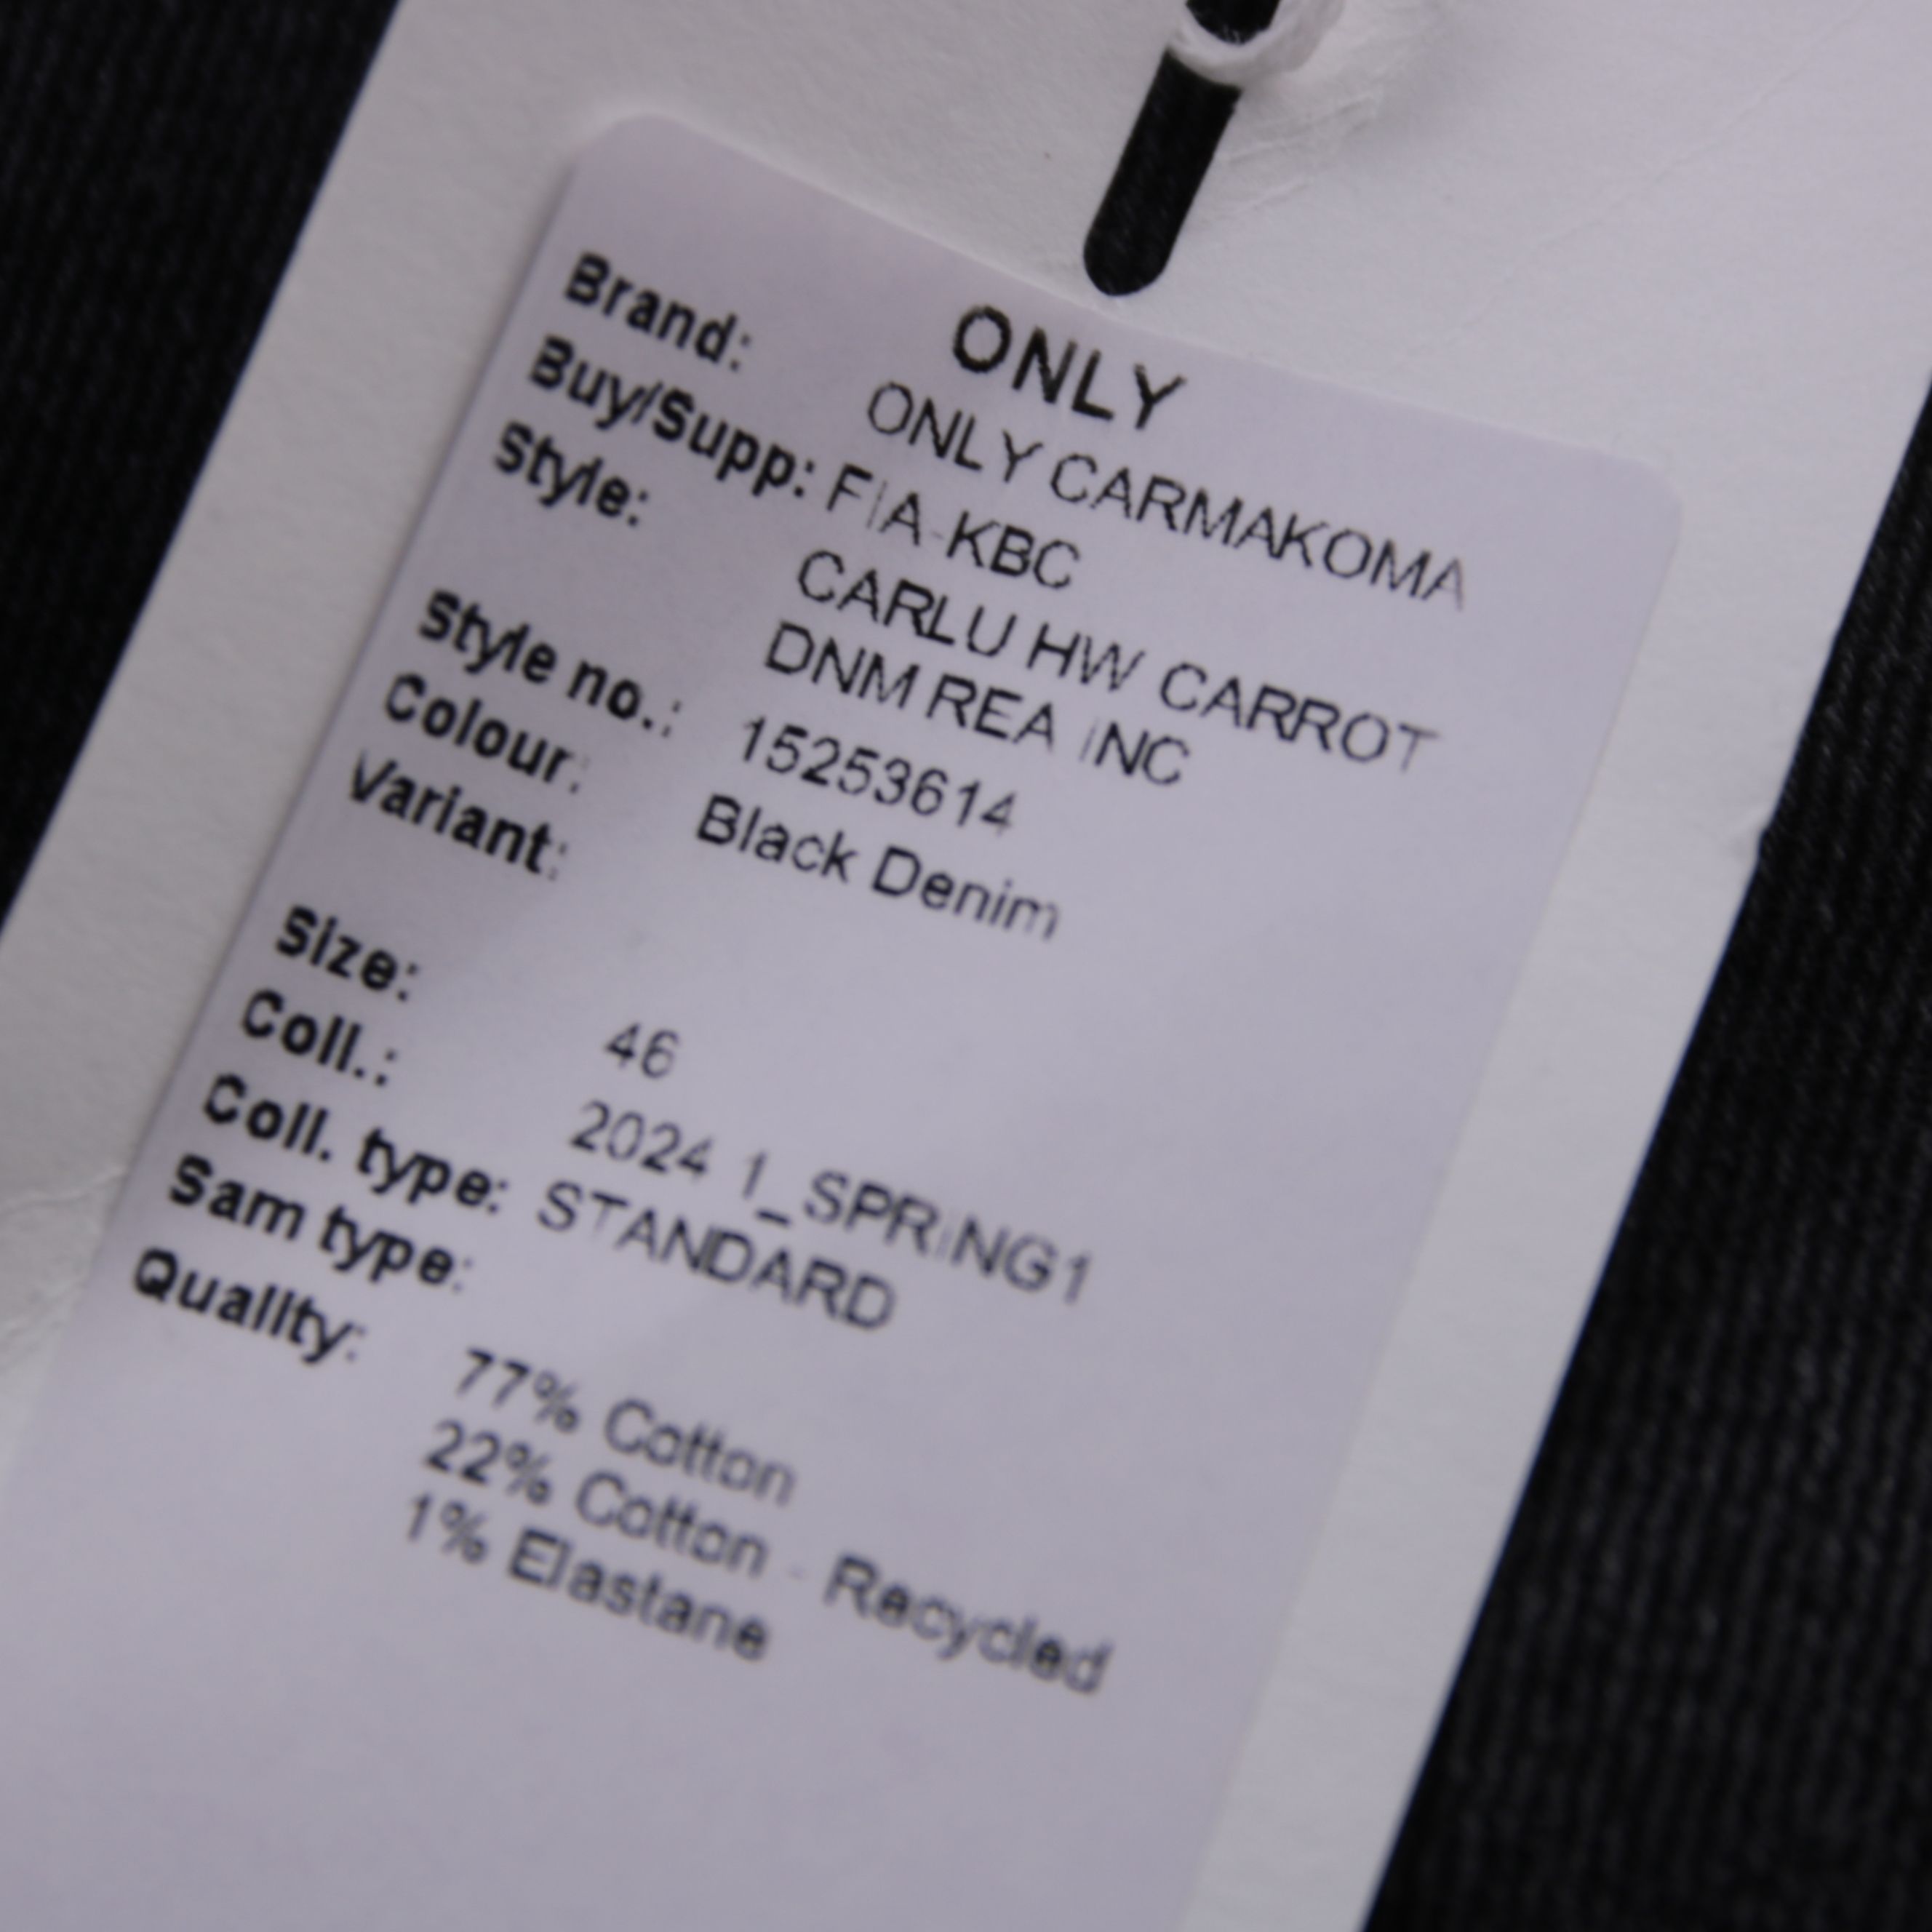 ONLY
Brand: ONLY CARMAKOMA
Buy/Supp: FIA-KBC
Style: CARLU HW CARROT
DNM REA INC
Style no.: 15253614
Colour: Black Denim
Variant:
Size: 46
Coll.: 2024 1_SPRING1
Coll. type: STANDARD
Sam type:
Quality: 77% Cotton
22% Cotton - Recycled
1% Elastane